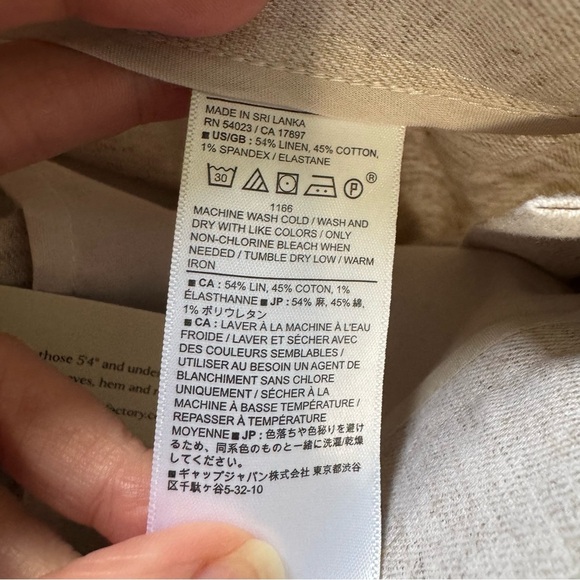 MADE IN SRI LANKA
RN 54023 / CA 17897
■ US/GB : 54% LINEN, 45% COTTON,
1% SPANDEX / ELASTANE
30 P ®
1166
MACHINE WASH COLD / WASH AND
DRY WITH LIKE COLORS / ONLY
NON-CHLORINE BLEACH WHEN
NEEDED / TUMBLE DRY LOW / WARM
IRON
■ CA : 54% LIN, 45% COTON, 1%
ÉLASTHANNE ■ JP : 54% 麻, 45% 綿,
1% ポリウレタン
■ CA : LAVER À LA MACHINE À L'EAU
FROIDE / LAVER ET SÉCHER AVEC
DES COULEURS SEMBLABLES /
UTILISER AU BESOIN UN AGENT DE
BLANCHIMENT SANS CHLORE
UNIQUEMENT / SÉCHER À LA
MACHINE À BASSE TEMPÉRATURE /
REPASSER À TEMPÉRATURE
MOYENNE ■ JP : 色落ちや色移りを避け
るため、同系色のものと一緒に洗濯/乾燥
してください。
■ ギャップジャパン株式会社 東京都渋谷
区千駄ヶ谷5-32-10
those 5'4" and under
hem and
factory.c